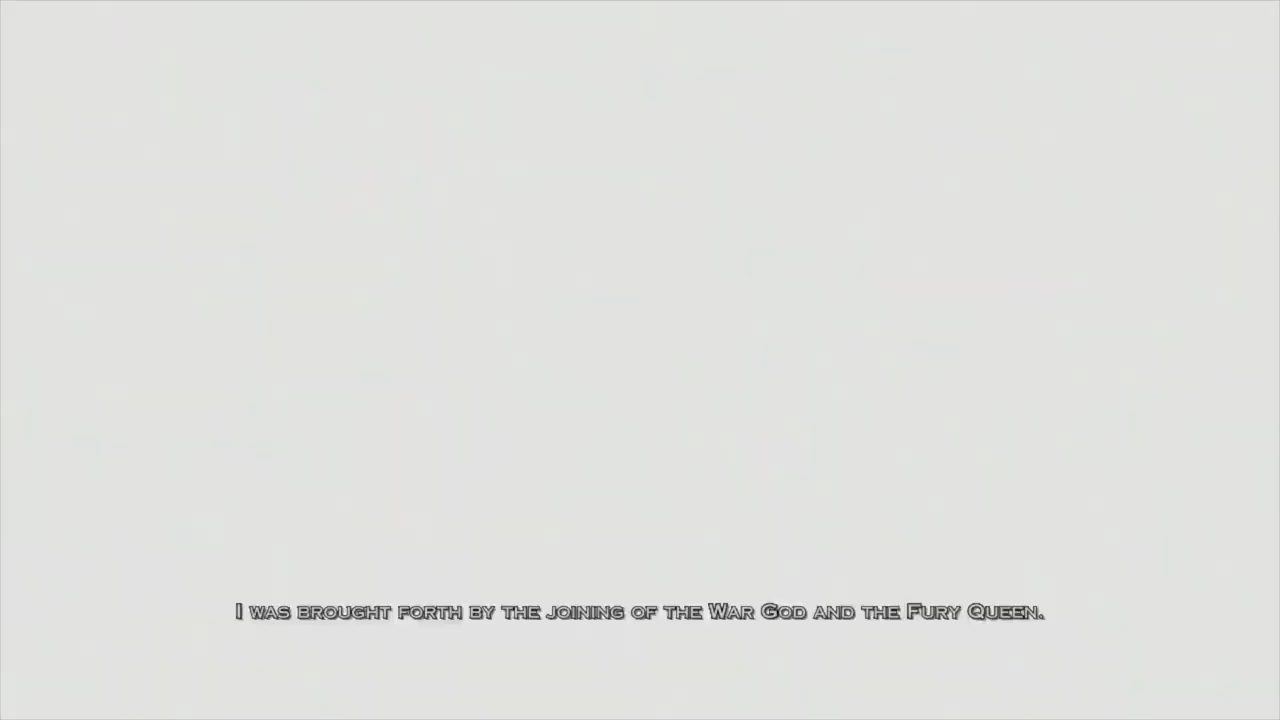 I was brought forth by the joining of the War God and the Fury Queen.